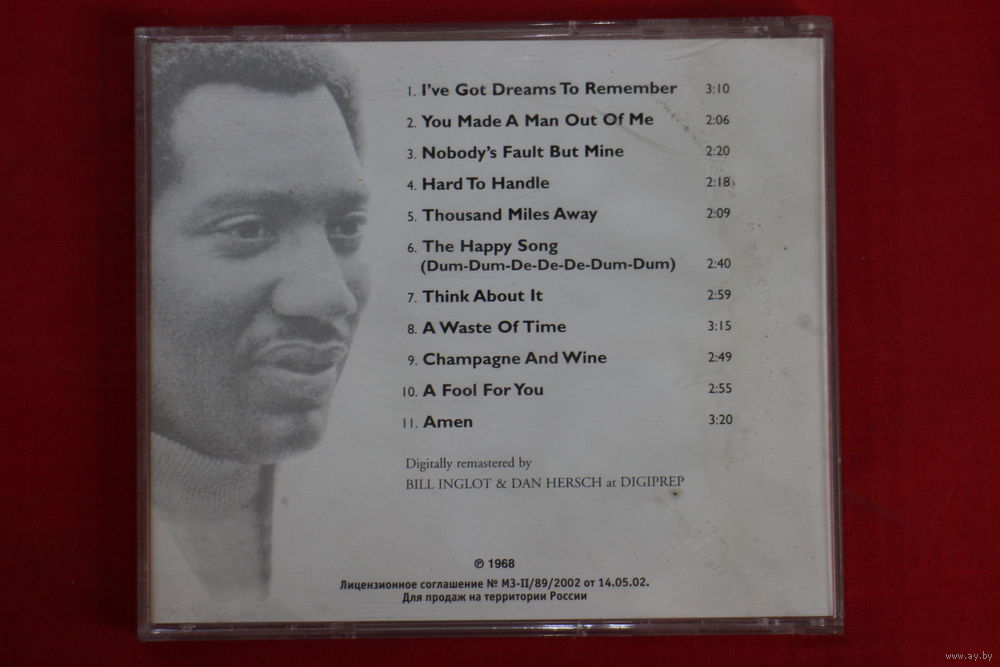 1. I've Got Dreams To Remember 3:10
2. You Made A Man Out Of Me 2:06
3. Nobody's Fault But Mine 2:20
4. Hard To Handle 2:18
5. Thousand Miles Away 2:09
6. The Happy Song
(Dum-Dum-De-De-De-Dum-Dum) 2:40
7. Think About It 2:59
8. A Waste Of Time 3:15
9. Champagne And Wine 2:49
10. A Fool For You 2:55
11. Amen 3:20
Digitally remastered by
BILL INGLOT & DAN HERSCH at DIGIPREP
℗ 1968
Лицензионное соглашение № МЗ-II/89/2002 от 14.05.02.
Для продаж на территории России
www.ay.by